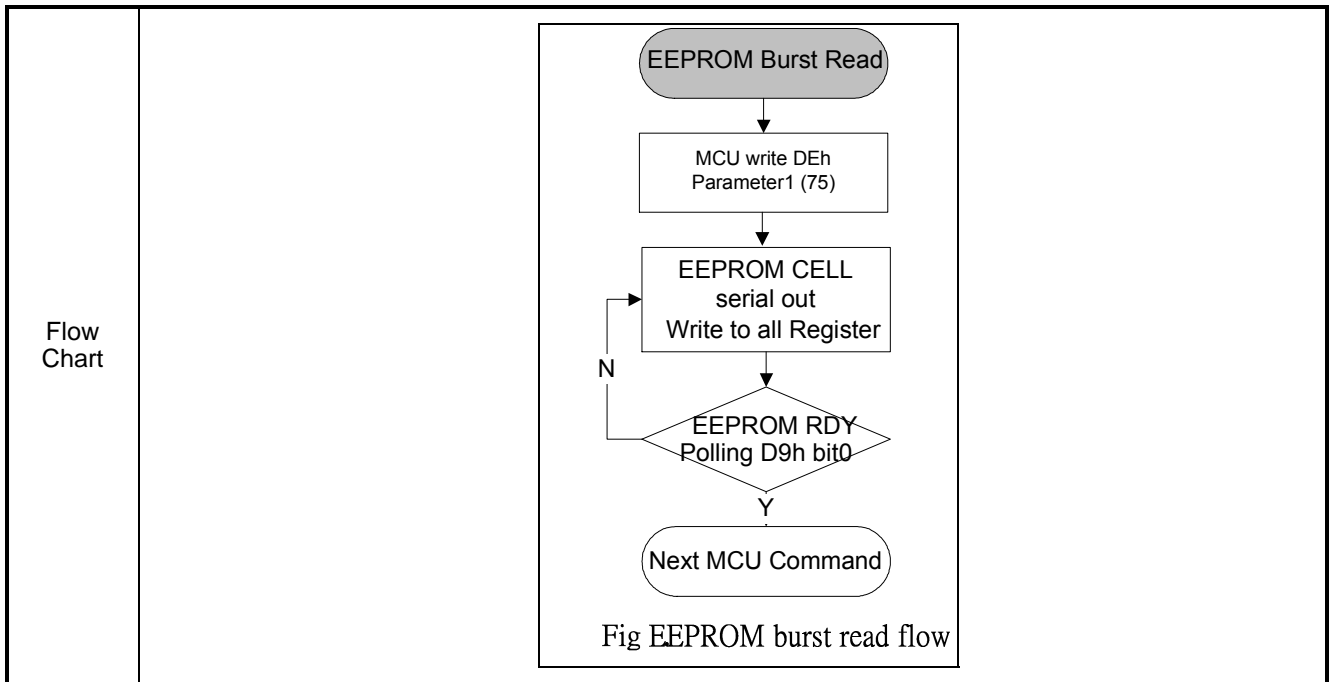 Flow
Chart
EEPROM Burst Read
MCU write DEh
Parameter1 (75)
EEPROM CELL
serial out
Write to all Register
N
EEPROM RDY
Polling D9h bit0
Y
Next MCU Command
Fig EEPROM burst read flow